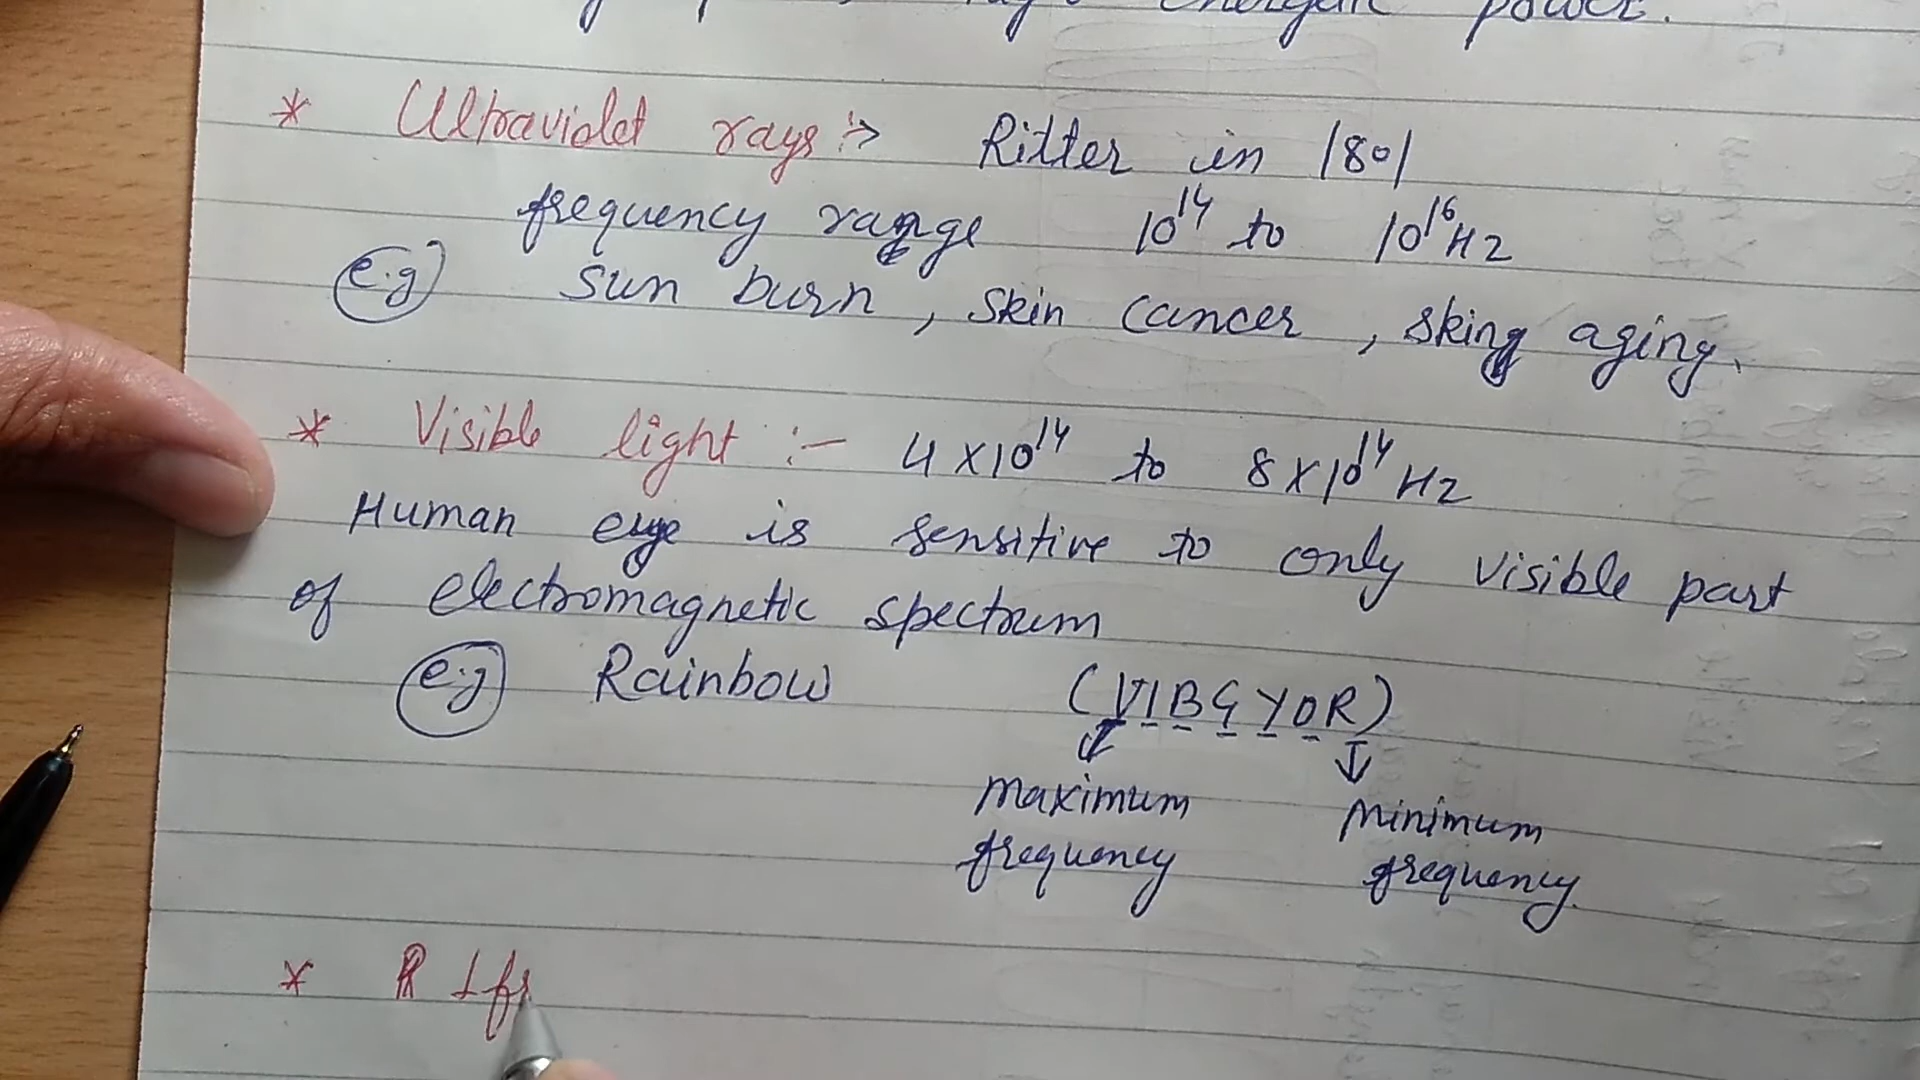 energetic power.
* Ultraviolet rays :-> Ritter in 1801
frequency range 10^14 to 10^16 Hz
e.g Sun burn, skin cancer, sking aging.
* Visible light :- 4 x 10^14 to 8 x 10^14 Hz
Human eye is sensitive to only visible part
of electromagnetic spectrum
e.g Rainbow (VIBGYOR)
maximum minimum
frequency frequency.
*